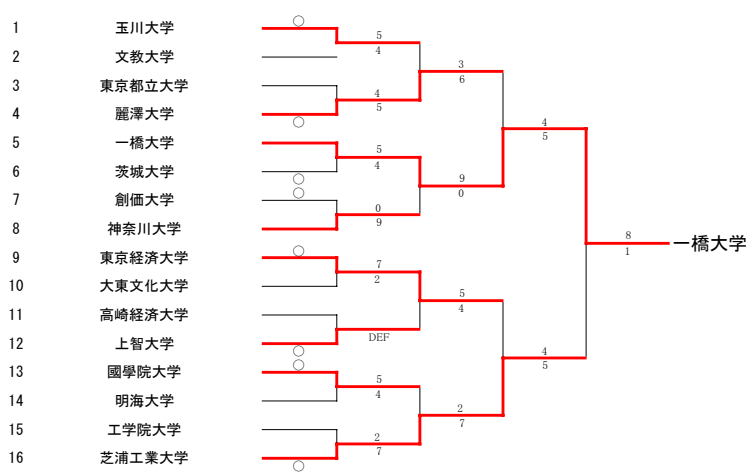 1 玉川大学
2 文教大学
3 東京都立大学
4 麗澤大学
5 一橋大学
6 茨城大学
7 創価大学
8 神奈川大学
9 東京経済大学
10 大東文化大学
11 高崎経済大学
12 上智大学
13 國學院大学
14 明海大学
15 工学院大学
16 芝浦工業大学
5
4
4
5
5
4
0
9
7
2
DEF
5
4
2
7
3
6
9
0
5
4
2
7
4
5
4
5
8
1
一橋大学